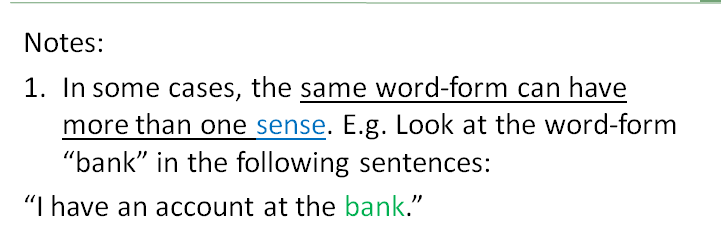 Notes:
1. In some cases, the same word-form can have
more than one sense. E.g. Look at the word-form
“bank” in the following sentences:
“I have an account at the bank.”